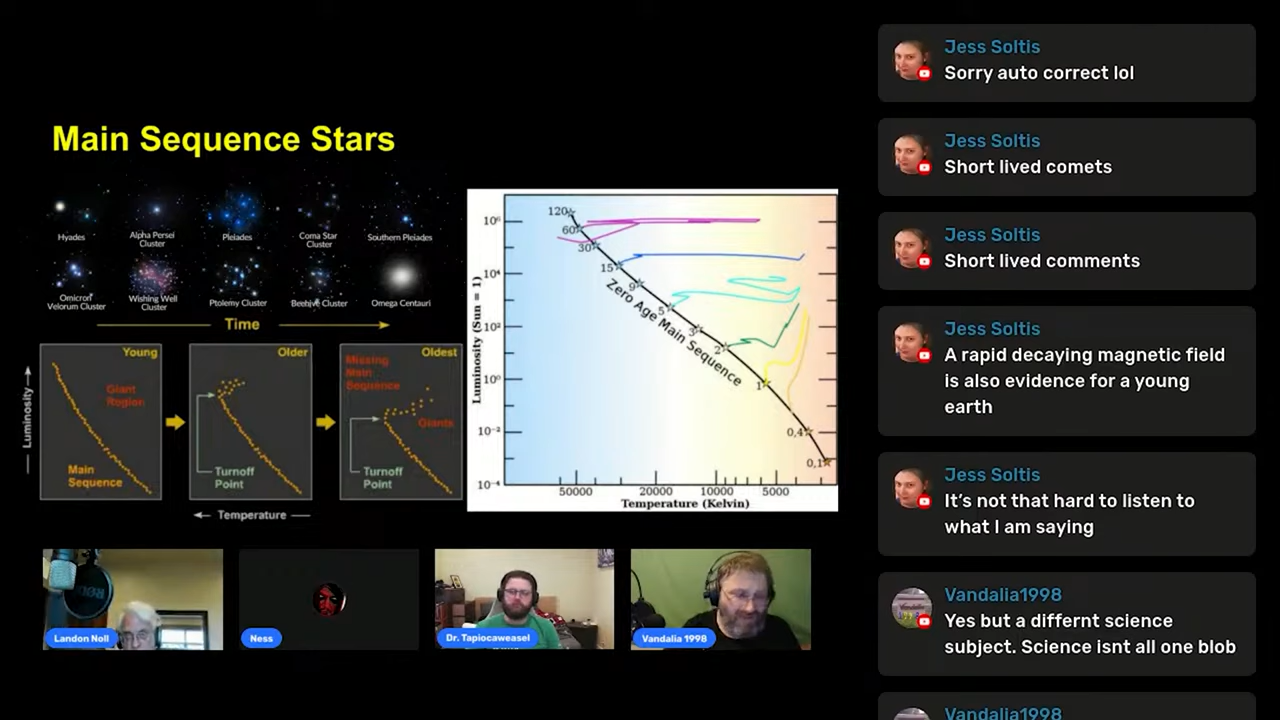 Main Sequence Stars
Hyades
Alpha Persei
Cluster
Pleiades
Coma Star
Cluster
Southern Pleiades
Omicron
Velorum Cluster
Wishing Well
Cluster
Ptolemy Cluster
Beehive Cluster
Omega Centauri
Time
Luminosity
Young
Giant
Region
Main
Sequence
Older
Turnoff
Point
Missing
Main
Sequence
Oldest
Giants
Turnoff
Point
Temperature
Luminosity (Sun = 1)
10⁶
10⁴
10²
10⁰
10⁻²
10⁻⁴
120
60
30
15
9
5
3
2
1
0,4
0,1
Zero Age Main Sequence
50000
20000
10000
5000
Temperature (Kelvin)
Landon Noll
Ness
Dr. Tapiocaweasel
Vandalia 1998
Jess Soltis
Sorry auto correct lol
Jess Soltis
Short lived comets
Jess Soltis
Short lived comments
Jess Soltis
A rapid decaying magnetic field
is also evidence for a young
earth
Jess Soltis
It's not that hard to listen to
what I am saying
Vandalia1998
Yes but a differnt science
subject. Science isnt all one blob
Vandalia1998